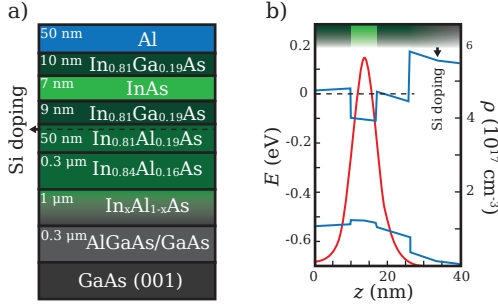 a)
50 nm Al
10 nm In₀.₈₁Ga₀.₁₉As
7 nm InAs
9 nm In₀.₈₁Ga₀.₁₉As
50 nm In₀.₈₁Al₀.₁₉As
0.3 µm In₀.₈₄Al₀.₁₆As
1 µm InₓAl₁₋ₓAs
0.3 µm AlGaAs/GaAs
GaAs (001)
Si doping
b)
E (eV)
0.2
0
-0.2
-0.4
-0.6
Si doping
6
4
2
ρ (10¹⁷ cm⁻³)
0 20 40
z (nm)